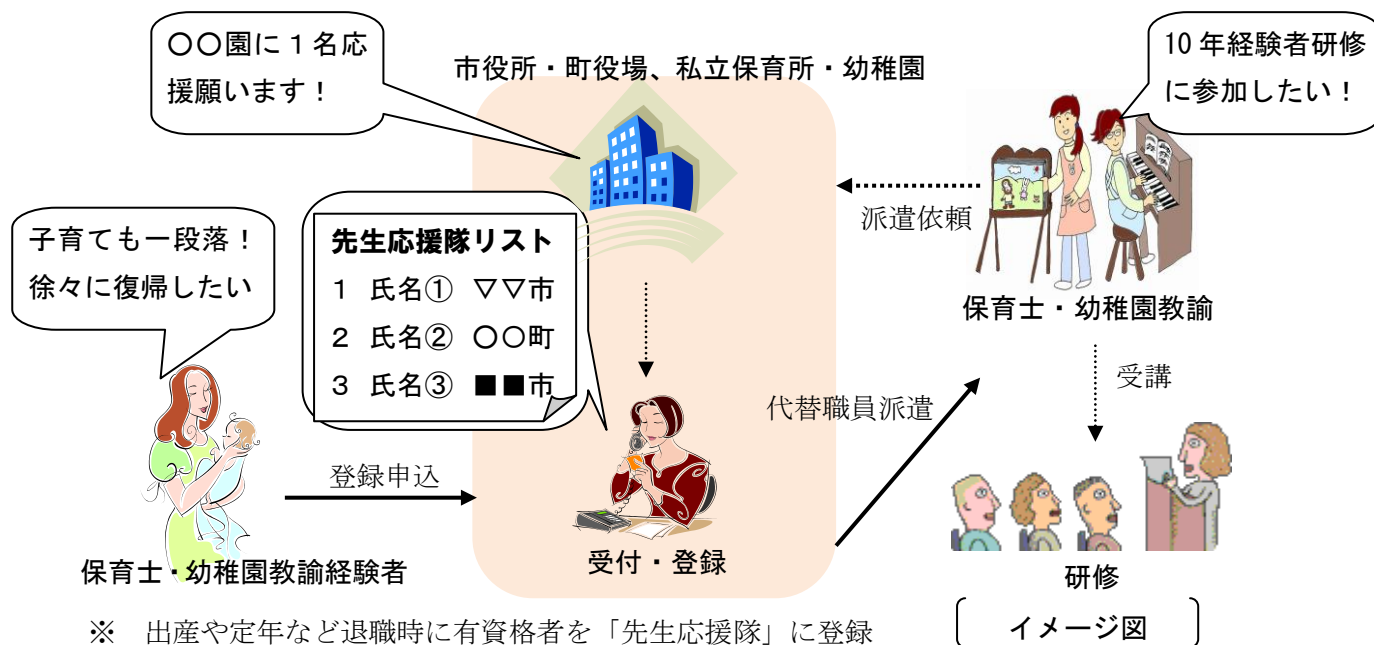 〇〇園に１名応
援願います！
市役所・町役場、私立保育所・幼稚園
10年経験者研修
に参加したい！
派遣依頼
子育ても一段落！
徐々に復帰したい
先生応援隊リスト
１ 氏名① ▽▽市
２ 氏名② 〇〇町
３ 氏名③ ■■市
保育士・幼稚園教諭
受講
代替職員派遣
登録申込
保育士・幼稚園教諭経験者
受付・登録
研修
※ 出産や定年など退職時に有資格者を「先生応援隊」に登録
イメージ図